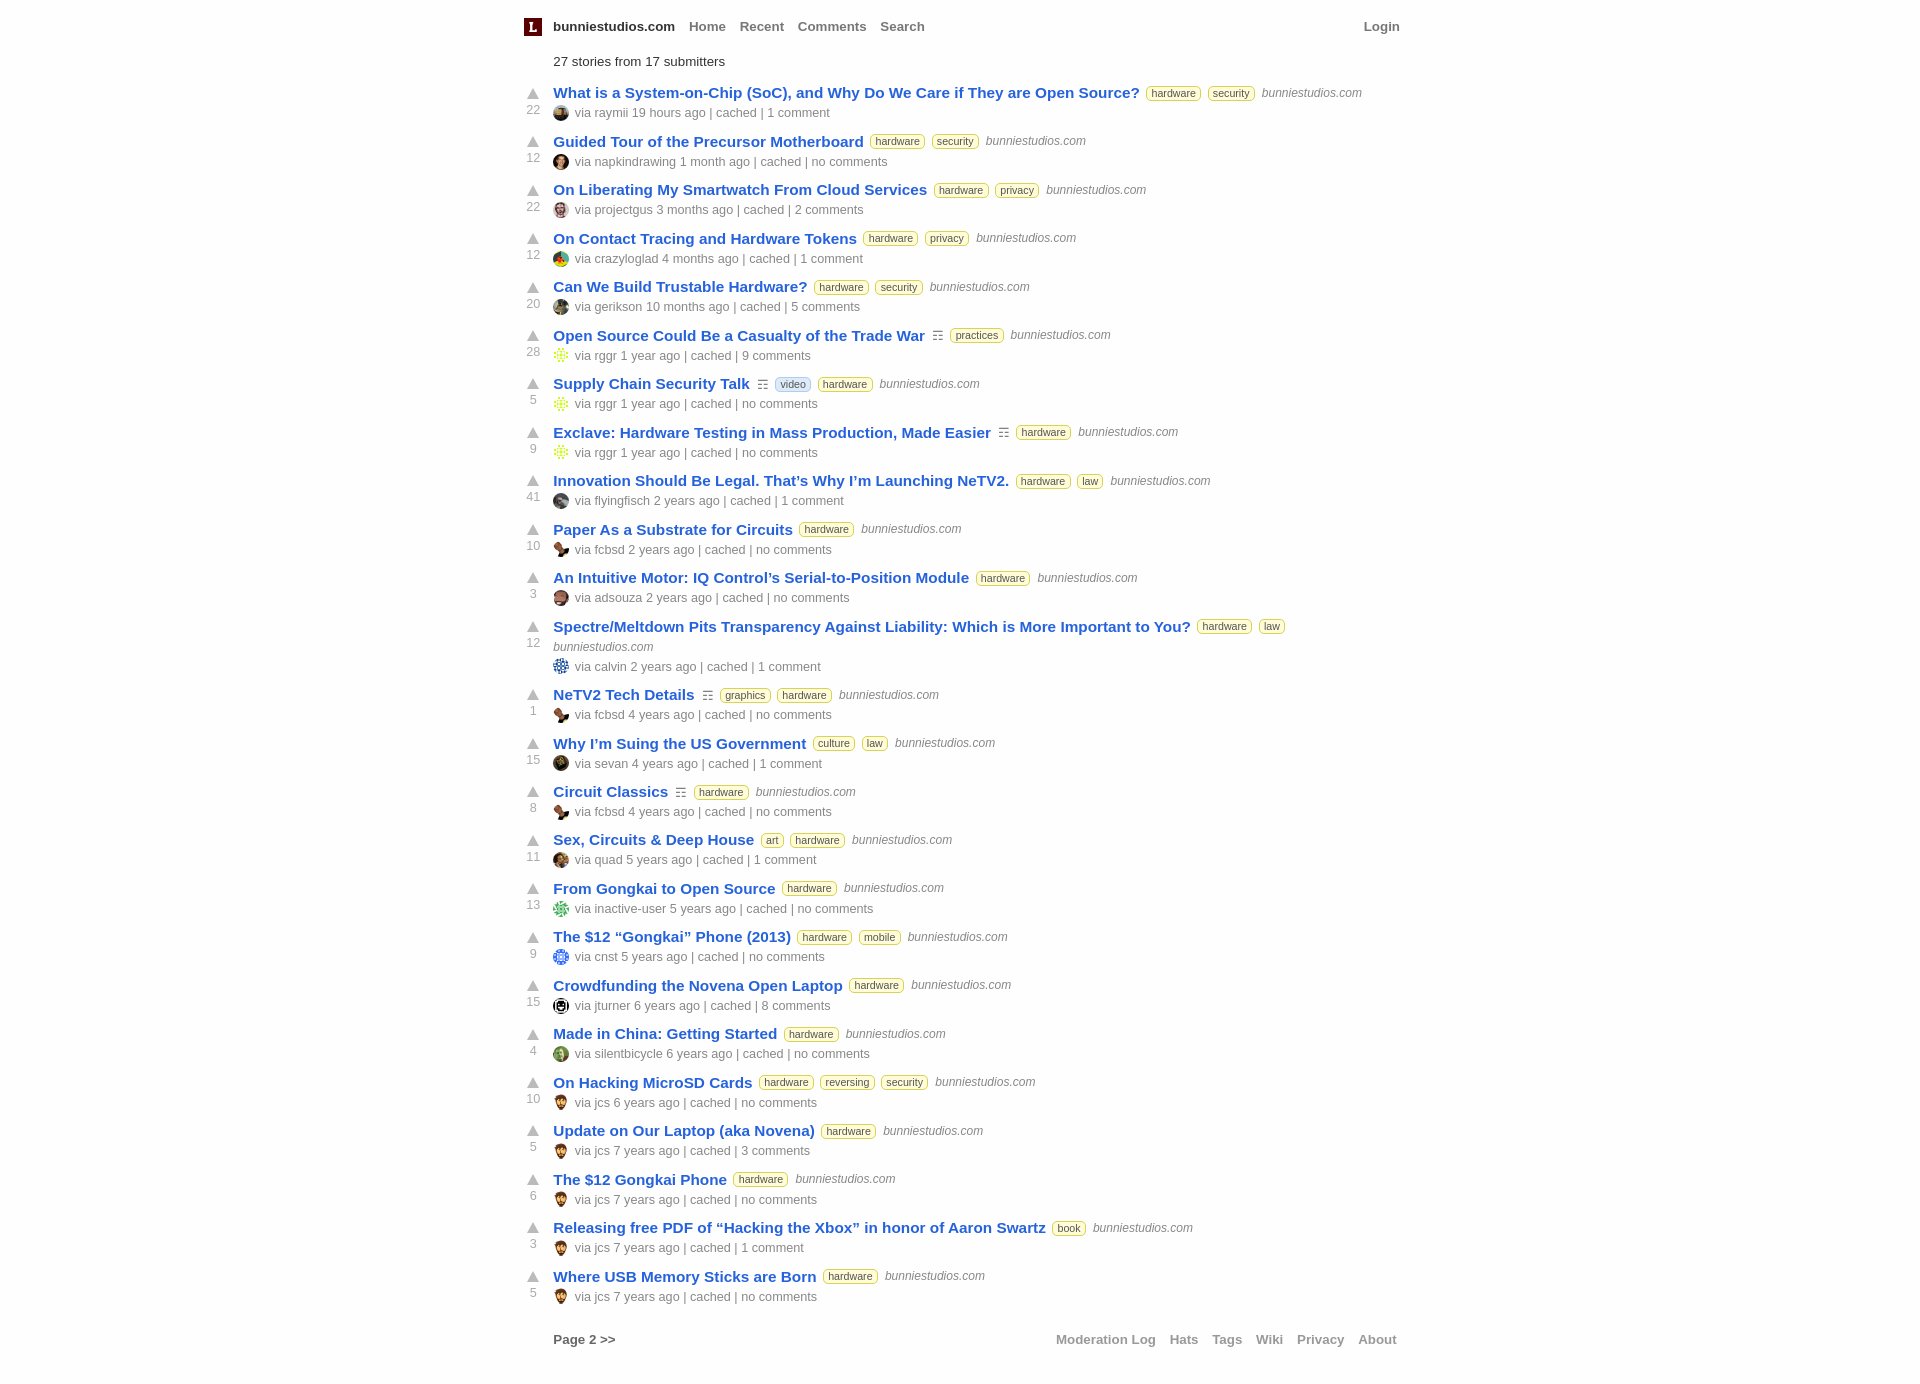 L bunniestudios.com Home Recent Comments Search Login
27 stories from 17 submitters
What is a System-on-Chip (SoC), and Why Do We Care if They are Open Source? hardware security bunniestudios.com
22 via raymii 19 hours ago | cached | 1 comment
Guided Tour of the Precursor Motherboard hardware security bunniestudios.com
12 via napkindrawing 1 month ago | cached | no comments
On Liberating My Smartwatch From Cloud Services hardware privacy bunniestudios.com
22 via projectgus 3 months ago | cached | 2 comments
On Contact Tracing and Hardware Tokens hardware privacy bunniestudios.com
12 via crazyloglad 4 months ago | cached | 1 comment
Can We Build Trustable Hardware? hardware security bunniestudios.com
20 via gerikson 10 months ago | cached | 5 comments
Open Source Could Be a Casualty of the Trade War ☶ practices bunniestudios.com
28 via rggr 1 year ago | cached | 9 comments
Supply Chain Security Talk ☶ video hardware bunniestudios.com
5 via rggr 1 year ago | cached | no comments
Exclave: Hardware Testing in Mass Production, Made Easier ☶ hardware bunniestudios.com
9 via rggr 1 year ago | cached | no comments
Innovation Should Be Legal. That’s Why I’m Launching NeTV2. hardware law bunniestudios.com
41 via flyingfisch 2 years ago | cached | 1 comment
Paper As a Substrate for Circuits hardware bunniestudios.com
10 via fcbsd 2 years ago | cached | no comments
An Intuitive Motor: IQ Control’s Serial-to-Position Module hardware bunniestudios.com
3 via adsouza 2 years ago | cached | no comments
Spectre/Meltdown Pits Transparency Against Liability: Which is More Important to You? hardware law
12 bunniestudios.com
via calvin 2 years ago | cached | 1 comment
NeTV2 Tech Details ☶ graphics hardware bunniestudios.com
1 via fcbsd 4 years ago | cached | no comments
Why I’m Suing the US Government culture law bunniestudios.com
15 via sevan 4 years ago | cached | 1 comment
Circuit Classics ☶ hardware bunniestudios.com
8 via fcbsd 4 years ago | cached | no comments
Sex, Circuits & Deep House art hardware bunniestudios.com
11 via quad 5 years ago | cached | 1 comment
From Gongkai to Open Source hardware bunniestudios.com
13 via inactive-user 5 years ago | cached | no comments
The $12 “Gongkai” Phone (2013) hardware mobile bunniestudios.com
9 via cnst 5 years ago | cached | no comments
Crowdfunding the Novena Open Laptop hardware bunniestudios.com
15 via jturner 6 years ago | cached | 8 comments
Made in China: Getting Started hardware bunniestudios.com
4 via silentbicycle 6 years ago | cached | no comments
On Hacking MicroSD Cards hardware reversing security bunniestudios.com
10 via jcs 6 years ago | cached | no comments
Update on Our Laptop (aka Novena) hardware bunniestudios.com
5 via jcs 7 years ago | cached | 3 comments
The $12 Gongkai Phone hardware bunniestudios.com
6 via jcs 7 years ago | cached | no comments
Releasing free PDF of “Hacking the Xbox” in honor of Aaron Swartz book bunniestudios.com
3 via jcs 7 years ago | cached | 1 comment
Where USB Memory Sticks are Born hardware bunniestudios.com
5 via jcs 7 years ago | cached | no comments
Page 2 >> Moderation Log Hats Tags Wiki Privacy About